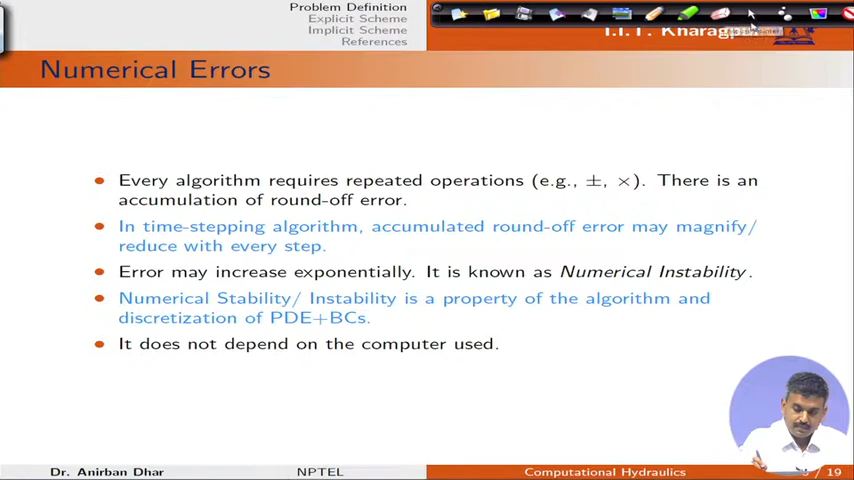 Problem Definition
Explicit Scheme
Implicit Scheme
References
I.I.T. Kharagp
Numerical Errors
• Every algorithm requires repeated operations (e.g., ±, ×). There is an
accumulation of round-off error.
• In time-stepping algorithm, accumulated round-off error may magnify/
reduce with every step.
• Error may increase exponentially. It is known as Numerical Instability.
• Numerical Stability/ Instability is a property of the algorithm and
discretization of PDE+BCs.
• It does not depend on the computer used.
Dr. Anirban Dhar NPTEL Computational Hydraulics / 19